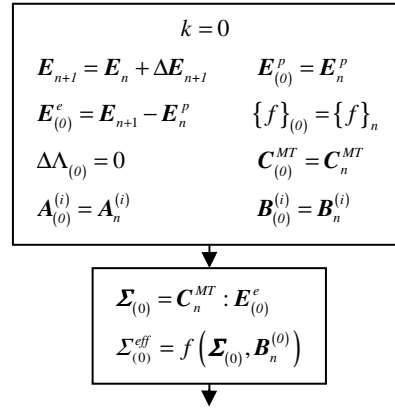 k = 0
E_{n+1} = E_n + ΔE_{n+1}    E^p_{(0)} = E^p_n
E^e_{(0)} = E_{n+1} − E^p_n    {f}_{(0)} = {f}_n
ΔΛ_{(0)} = 0    C^{MT}_{(0)} = C^{MT}_n
A^{(i)}_{(0)} = A^{(i)}_n    B^{(i)}_{(0)} = B^{(i)}_n
Σ_{(0)} = C^{MT}_n : E^e_{(0)}
Σ^{eff}_{(0)} = f(Σ_{(0)}, B^{(0)}_n)